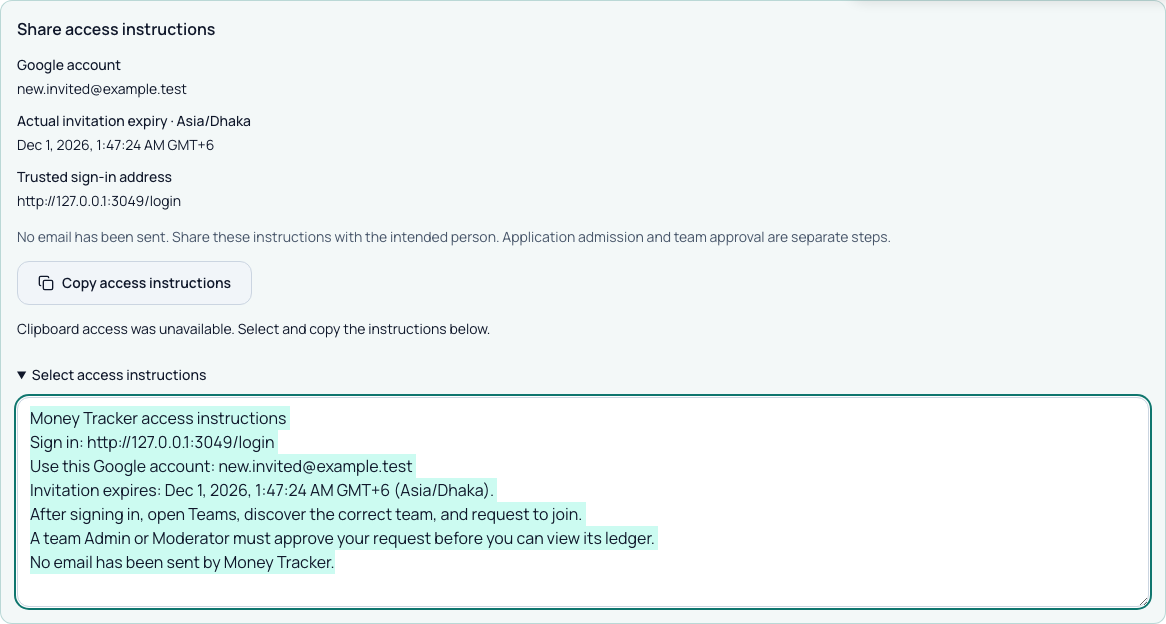 Share access instructions
Google account
new.invited@example.test
Actual invitation expiry · Asia/Dhaka
Dec 1, 2026, 1:47:24 AM GMT+6
Trusted sign-in address
http://127.0.0.1:3049/login
No email has been sent. Share these instructions with the intended person. Application admission and team approval are separate steps.
Copy access instructions
Clipboard access was unavailable. Select and copy the instructions below.
Select access instructions
Money Tracker access instructions
Sign in: http://127.0.0.1:3049/login
Use this Google account: new.invited@example.test
Invitation expires: Dec 1, 2026, 1:47:24 AM GMT+6 (Asia/Dhaka).
After signing in, open Teams, discover the correct team, and request to join.
A team Admin or Moderator must approve your request before you can view its ledger.
No email has been sent by Money Tracker.